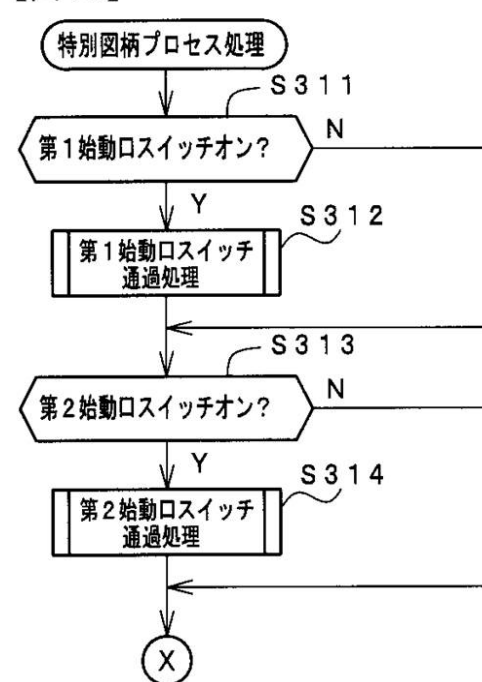 特別図柄プロセス処理
S311
第1始動口スイッチオン?
N
Y
S312
第1始動口スイッチ
通過処理
S313
第2始動口スイッチオン?
N
Y
S314
第2始動口スイッチ
通過処理
X